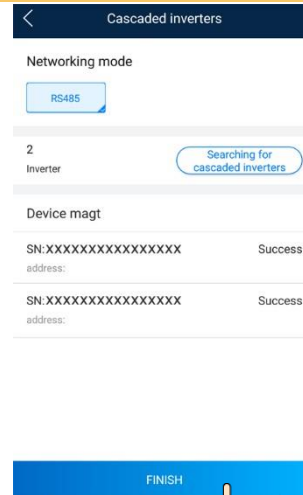 Cascaded inverters
Networking mode
RS485
2
Inverter
Searching for
cascaded inverters
Device magt
SN:XXXXXXXXXXXXXXXX Success
address:
SN:XXXXXXXXXXXXXXXX Success
address:
FINISH